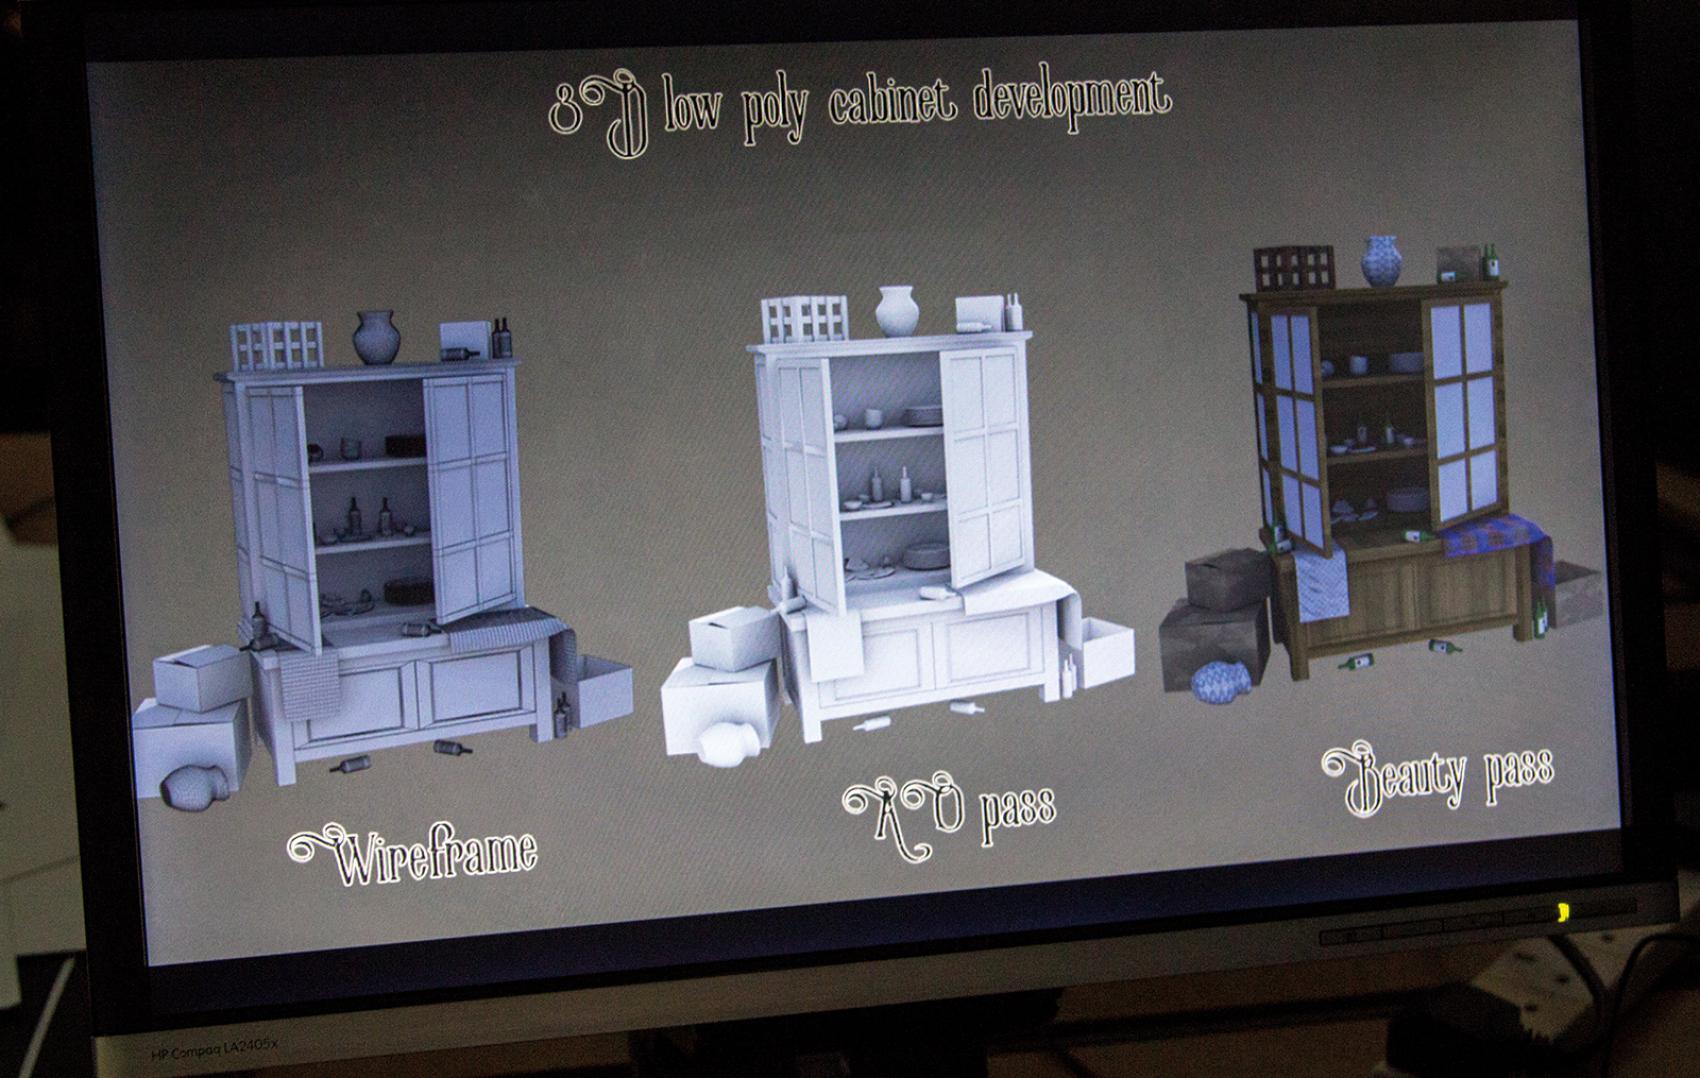 3D low poly cabinet development
Wireframe
AO pass
Beauty pass
HP Compaq LA2405x